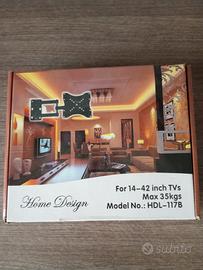 For 14-42 inch TVs
Max 35kgs
Home Design
Model No.: HDL-117B
subito